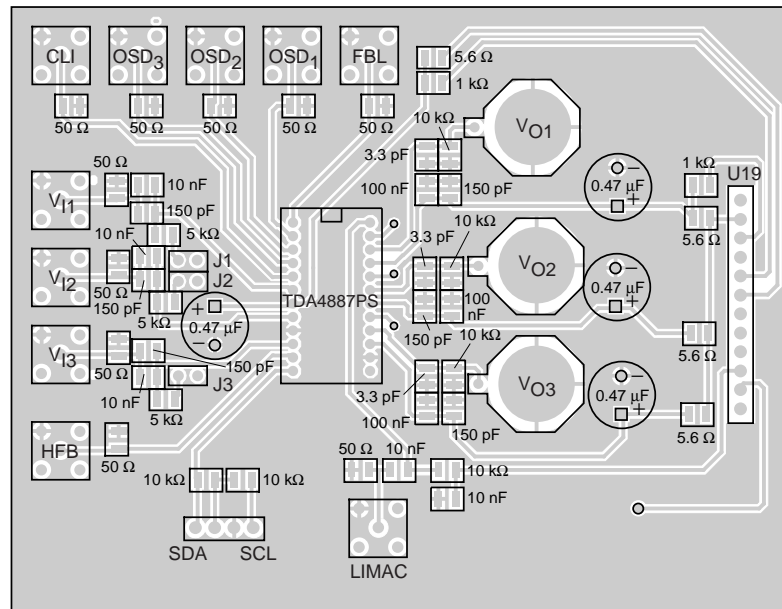 CLI OSD3 OSD2 OSD1 FBL
5.6 Ω
1 kΩ
50 Ω 50 Ω 50 Ω 50 Ω 50 Ω
10 kΩ
VO1
3.3 pF
100 nF 150 pF
−
0.47 μF
+
1 kΩ U19
5.6 Ω
50 Ω
10 nF
VI1
150 pF
5 kΩ
10 nF
J1
J2
VI2
50 Ω
150 pF
5 kΩ
+
0.47 μF
−
TDA4887PS
3.3 pF 10 kΩ
VO2
100 nF
150 pF
−
0.47 μF
+
5.6 Ω
VI3
50 Ω
150 pF
J3
10 nF
5 kΩ
10 kΩ
VO3
3.3 pF
100 nF
150 pF
−
0.47 μF
+
5.6 Ω
HFB
50 Ω
10 kΩ 10 kΩ
SDA SCL
50 Ω 10 nF
10 kΩ
10 nF
LIMAC